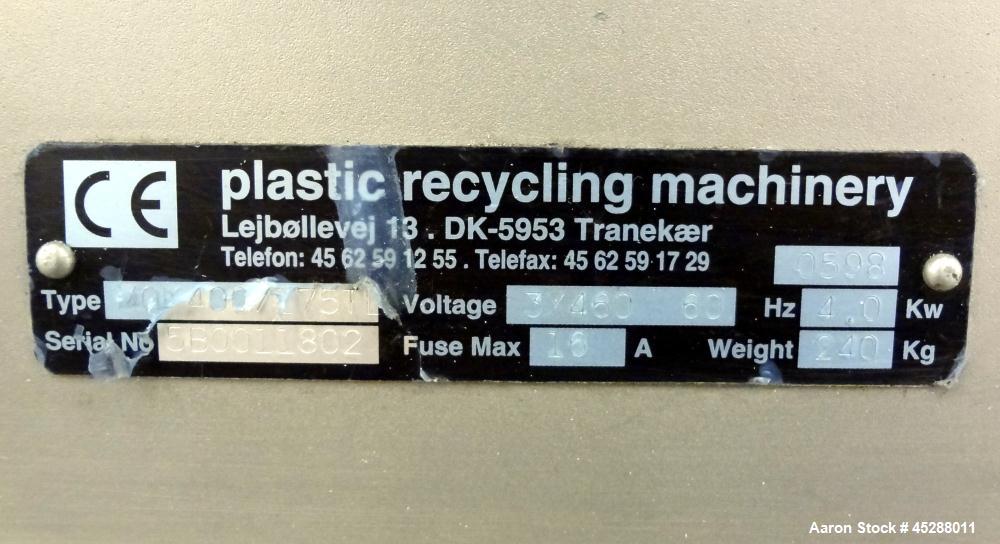 CE plastic recycling machinery
Lejbøllevej 13 . DK-5953 Tranekær
Telefon: 45 62 59 12 55 . Telefax: 45 62 59 17 29 0598
Type Voltage 3X460 60 Hz 4.0 Kw
Serial No 5B0011802 Fuse Max 16 A Weight 240 Kg
Aaron Stock # 45288011